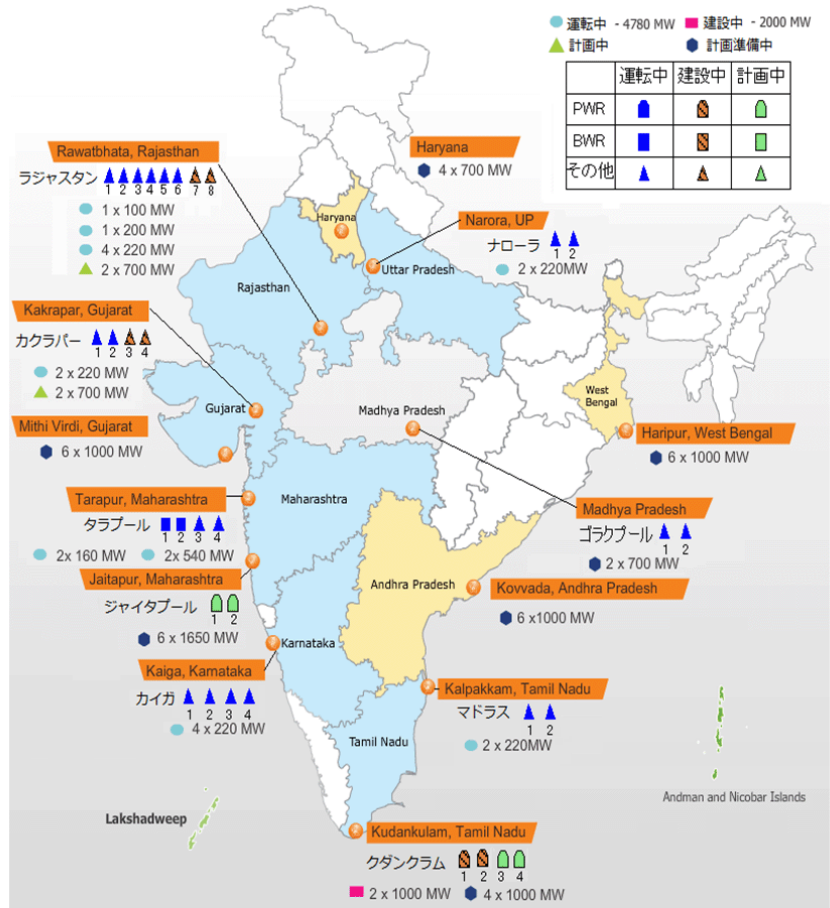 運転中 - 4780 MW
建設中 - 2000 MW
計画中
計画準備中
運転中 建設中 計画中
PWR
BWR
その他
Rawatbhata, Rajasthan
ラジャスタン
1 2 3 4 5 6 7 8
1 x 100 MW
1 x 200 MW
4 x 220 MW
2 x 700 MW
Haryana
4 x 700 MW
Haryana
Narora, UP
ナローラ
1 2
2 x 220MW
Uttar Pradesh
Rajasthan
Kakrapar, Gujarat
カクラパー
1 2 3 4
2 x 220 MW
2 x 700 MW
Gujarat
Madhya Pradesh
West
Bengal
Mithi Virdi, Gujarat
6 x 1000 MW
Haripur, West Bengal
6 x 1000 MW
Tarapur, Maharashtra
タラプール
1 2 3 4
2x 160 MW
2x 540 MW
Maharashtra
Madhya Pradesh
ゴラクプール
1 2
2 x 700 MW
Jaitapur, Maharashtra
ジャイタプール
1 2
6 x 1650 MW
Andhra Pradesh
Kovvada, Andhra Pradesh
6 x1000 MW
Karnataka
Kaiga, Karnataka
カイガ
1 2 3 4
4 x 220 MW
Kalpakkam, Tamil Nadu
マドラス
1 2
2 x 220MW
Tamil Nadu
Andman and Nicobar Islands
Lakshadweep
Kudankulam, Tamil Nadu
クダンクラム
1 2 3 4
2 x 1000 MW
4 x 1000 MW